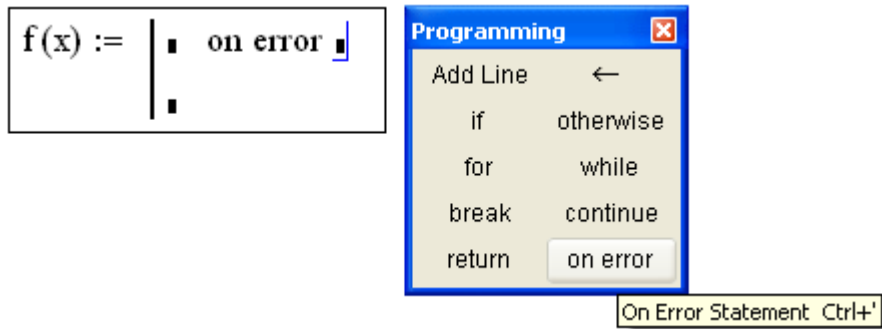 f(x) := on error
Programming
Add Line ←
if otherwise
for while
break continue
return on error
On Error Statement Ctrl+'